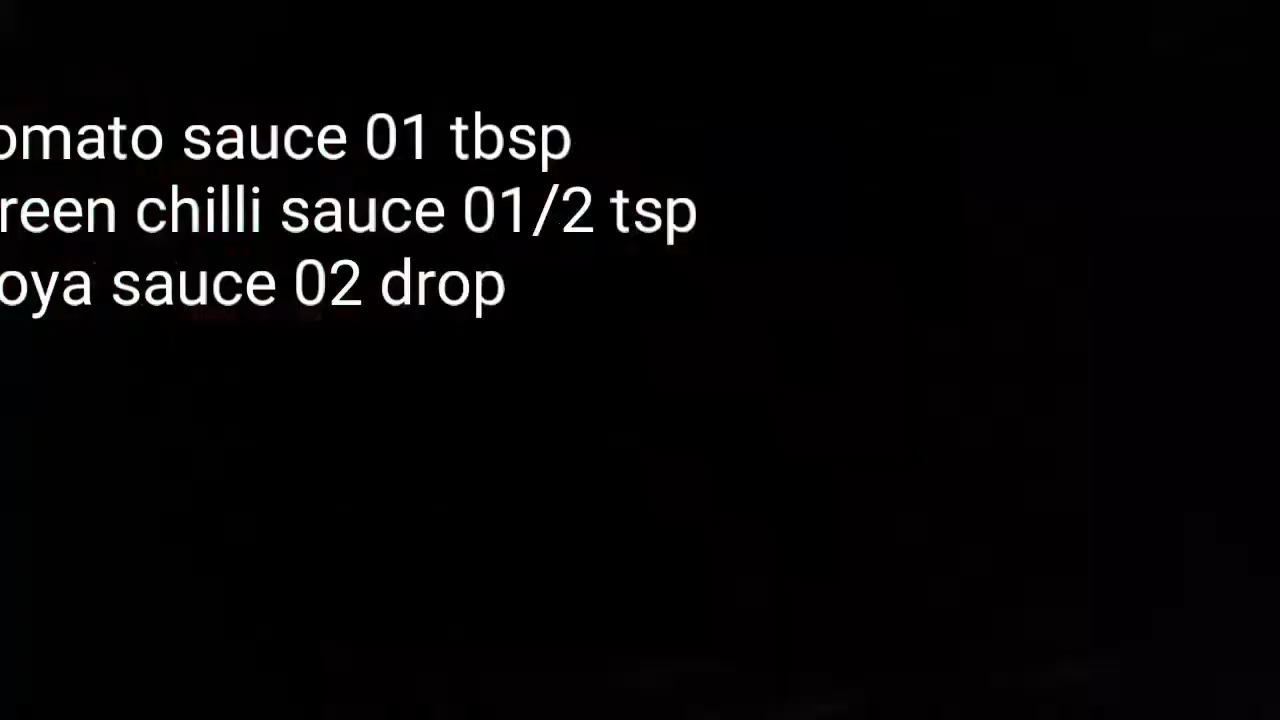 omato sauce 01 tbsp
reen chilli sauce 01/2 tsp
oya sauce 02 drop